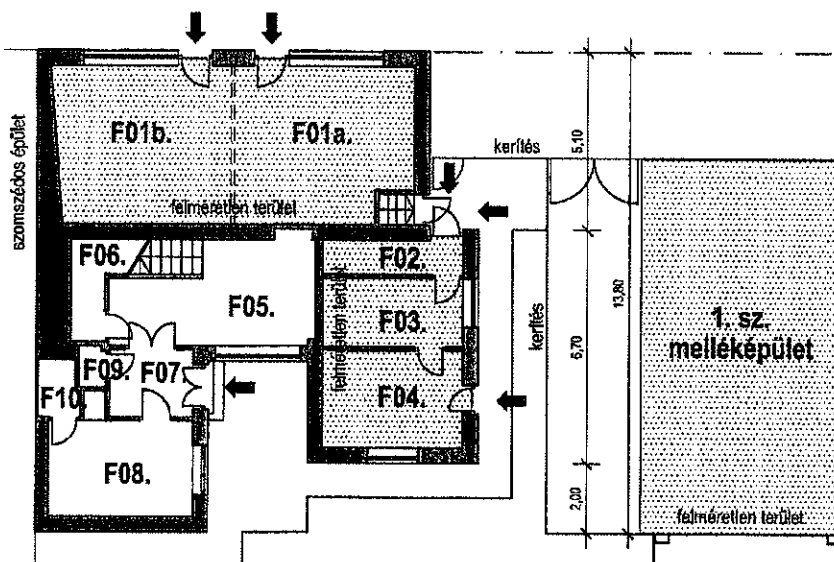 F01b.
F01a.
felméretlen terület
szomszédos épület
kerítés
5,10
F06.
F02.
F05.
F03.
felméretlen terület
kerítés
6,70
13,80
1. sz.
melléképület
F09.
F07.
F10.
F04.
F08.
2,00
felméretlen terület